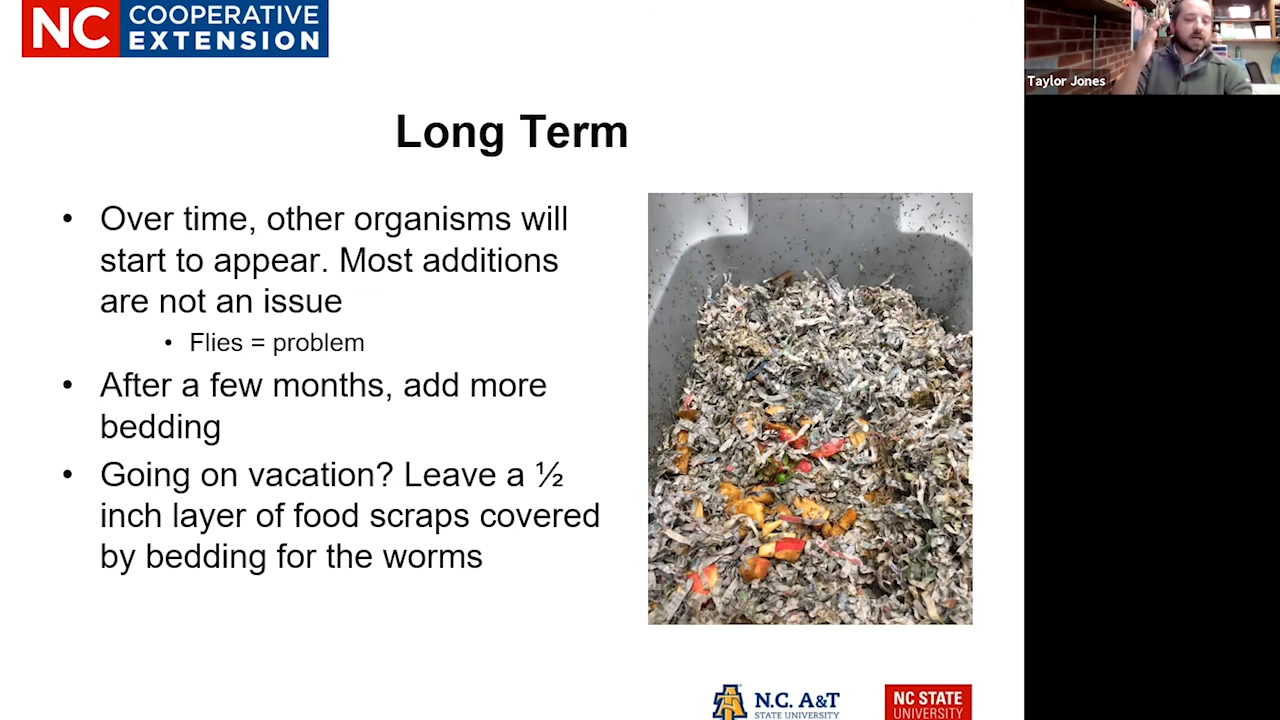 NC COOPERATIVE
EXTENSION
Taylor Jones
Long Term
• Over time, other organisms will
start to appear. Most additions
are not an issue
• Flies = problem
• After a few months, add more
bedding
• Going on vacation? Leave a ½
inch layer of food scraps covered
by bedding for the worms
N.C. A&T
STATE UNIVERSITY
NC STATE
UNIVERSITY